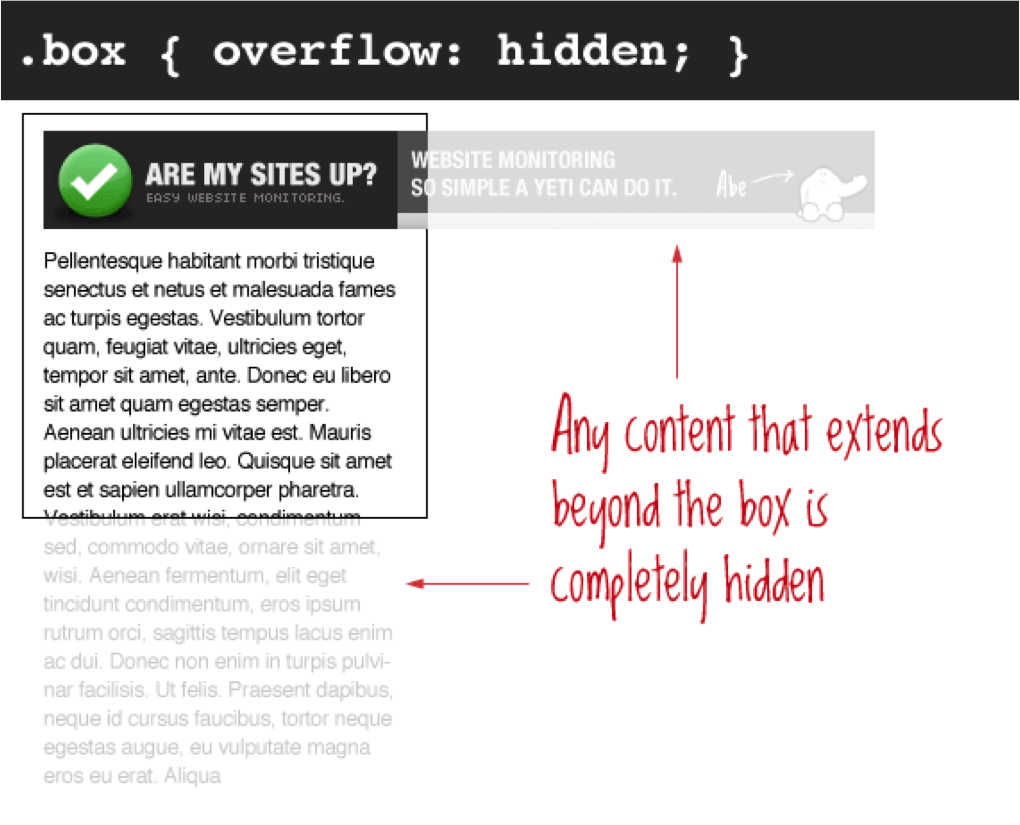 .box { overflow: hidden; }
ARE MY SITES UP?
EASY WEBSITE MONITORING.
WEBSITE MONITORING
SO SIMPLE A YETI CAN DO IT.
Abe
Pellentesque habitant morbi tristique
senectus et netus et malesuada fames
ac turpis egestas. Vestibulum tortor
quam, feugiat vitae, ultricies eget,
tempor sit amet, ante. Donec eu libero
sit amet quam egestas semper.
Aenean ultricies mi vitae est. Mauris
placerat eleifend leo. Quisque sit amet
est et sapien ullamcorper pharetra.
Vestibulum erat wisi, condimentum
sed, commodo vitae, ornare sit amet,
wisi. Aenean fermentum, elit eget
tincidunt condimentum, eros ipsum
rutrum orci, sagittis tempus lacus enim
ac dui. Donec non enim in turpis pulvi-
nar facilisis. Ut felis. Praesent dapibus,
neque id cursus faucibus, tortor neque
egestas augue, eu vulputate magna
eros eu erat. Aliqua
Any content that extends
beyond the box is
completely hidden